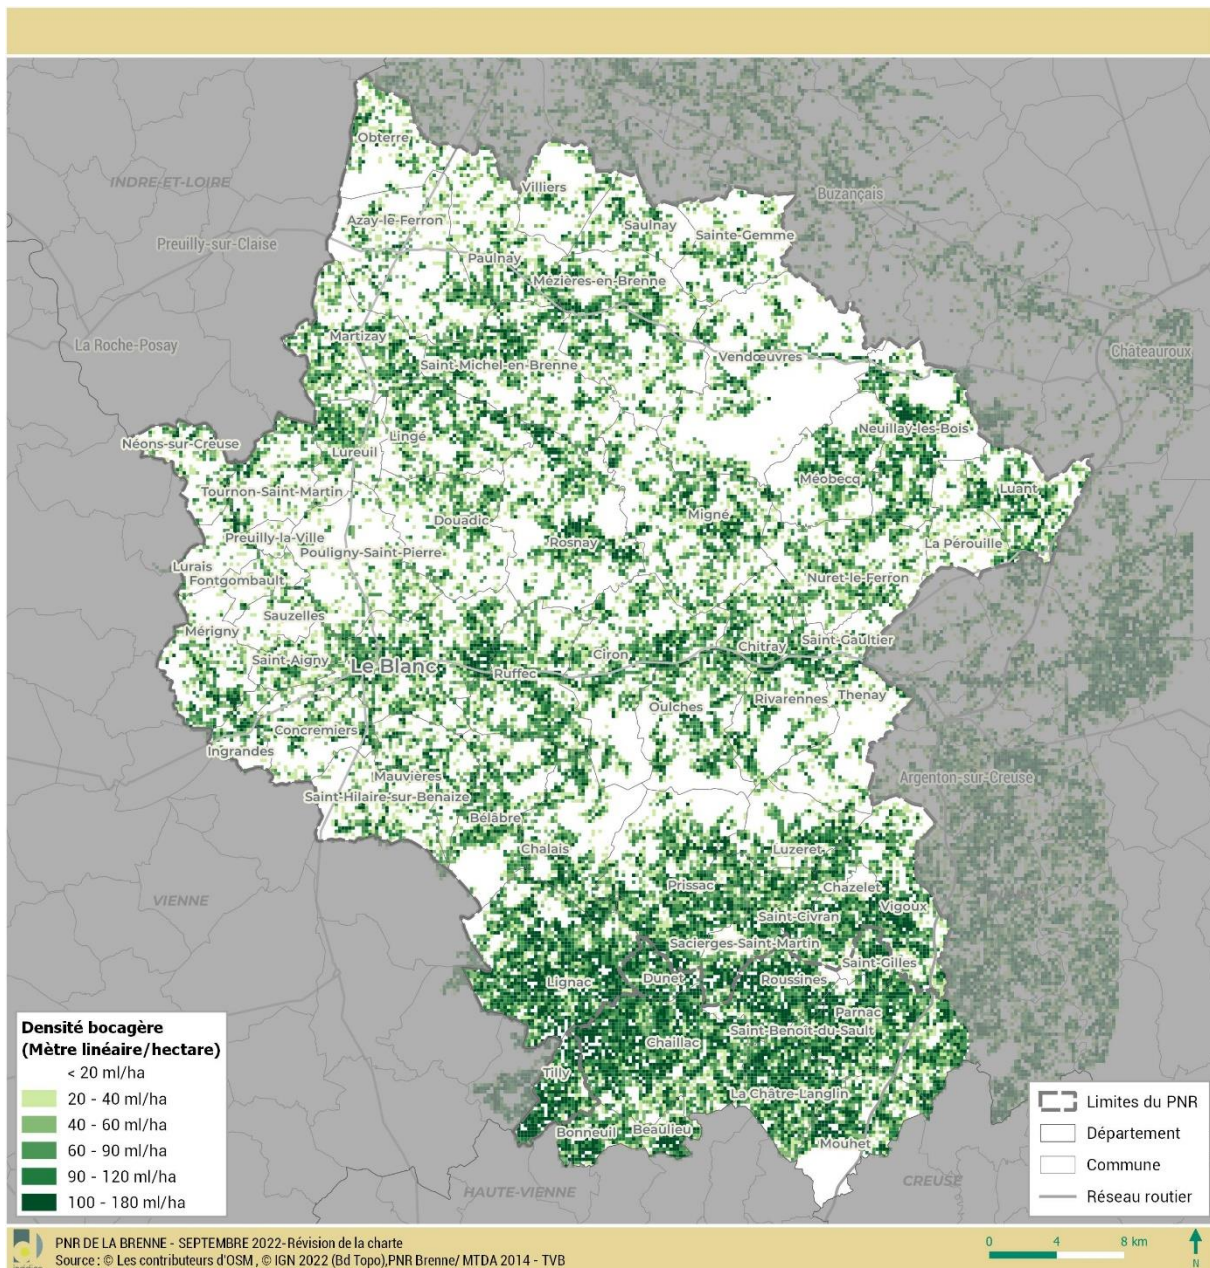 Obterre
INDRE-ET-LOIRE
Villiers
Buzançais
Azay-le-Ferron
Saulnay
Sainte-Gemme
Preuilly-sur-Claise
Paulnay
Mézières-en-Brenne
Martizay
La Roche-Posay
Châteauroux
Vendœuvres
Saint-Michel-en-Brenne
Neuillay-les-Bois
Néons-sur-Creuse
Lingé
Lureuil
Méobecq
Luant
Tournon-Saint-Martin
Migné
Douadic
Preuilly-la-Ville
Rosnay
La Pérouille
Pouligny-Saint-Pierre
Lurais
Fontgombault
Nuret-le-Ferron
Sauzelles
Mérigny
Saint-Gaultier
Chitray
Ciron
Saint-Aigny
Le Blanc
Ruffec
Rivarennes
Thenay
Oulches
Concremiers
Ingrandes
Mauvières
Argenton-sur-Creuse
Saint-Hilaire-sur-Benaize
Bélâbre
Chalais
Luzeret
Prissac
Chazelet
VIENNE
Vigoux
Saint-Civran
Sacierges-Saint-Martin
Saint-Gilles
Lignac
Dunet
Roussines
Parnac
Saint-Benoit-du-Sault
Chaillac
Tilly
La Châtre-Langlin
Bonneuil
Beaulieu
Mouhet
HAUTE-VIENNE
CREUSE
Densité bocagère
(Mètre linéaire/hectare)
< 20 ml/ha
20 - 40 ml/ha
40 - 60 ml/ha
60 - 90 ml/ha
90 - 120 ml/ha
100 - 180 ml/ha
Limites du PNR
Département
Commune
Réseau routier
PNR DE LA BRENNE - SEPTEMBRE 2022-Révision de la charte
Source : © Les contributeurs d'OSM , © IGN 2022 (Bd Topo),PNR Brenne/ MTDA 2014 - TVB
0 4 8 km
N